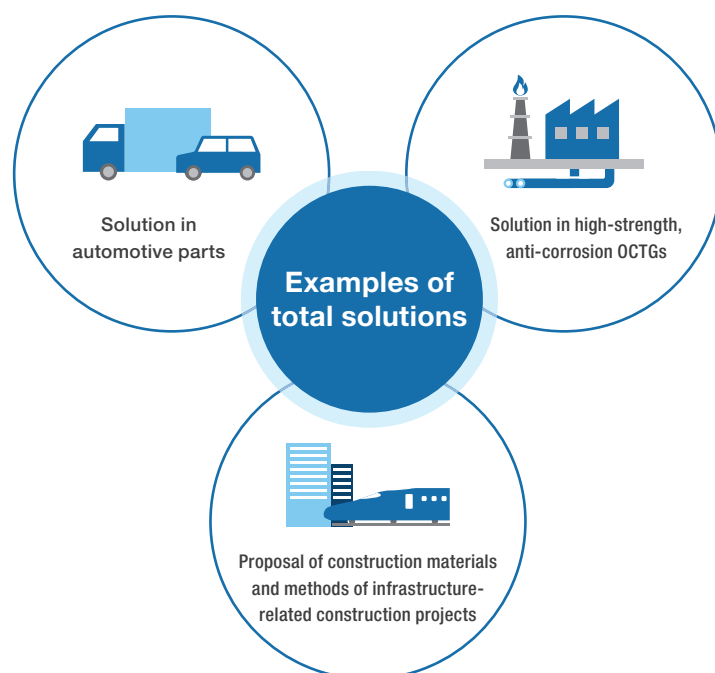 Solution in
automotive parts
Solution in high-strength,
anti-corrosion OCTGs
Examples of
total solutions
Proposal of construction materials
and methods of infrastructure-
related construction projects